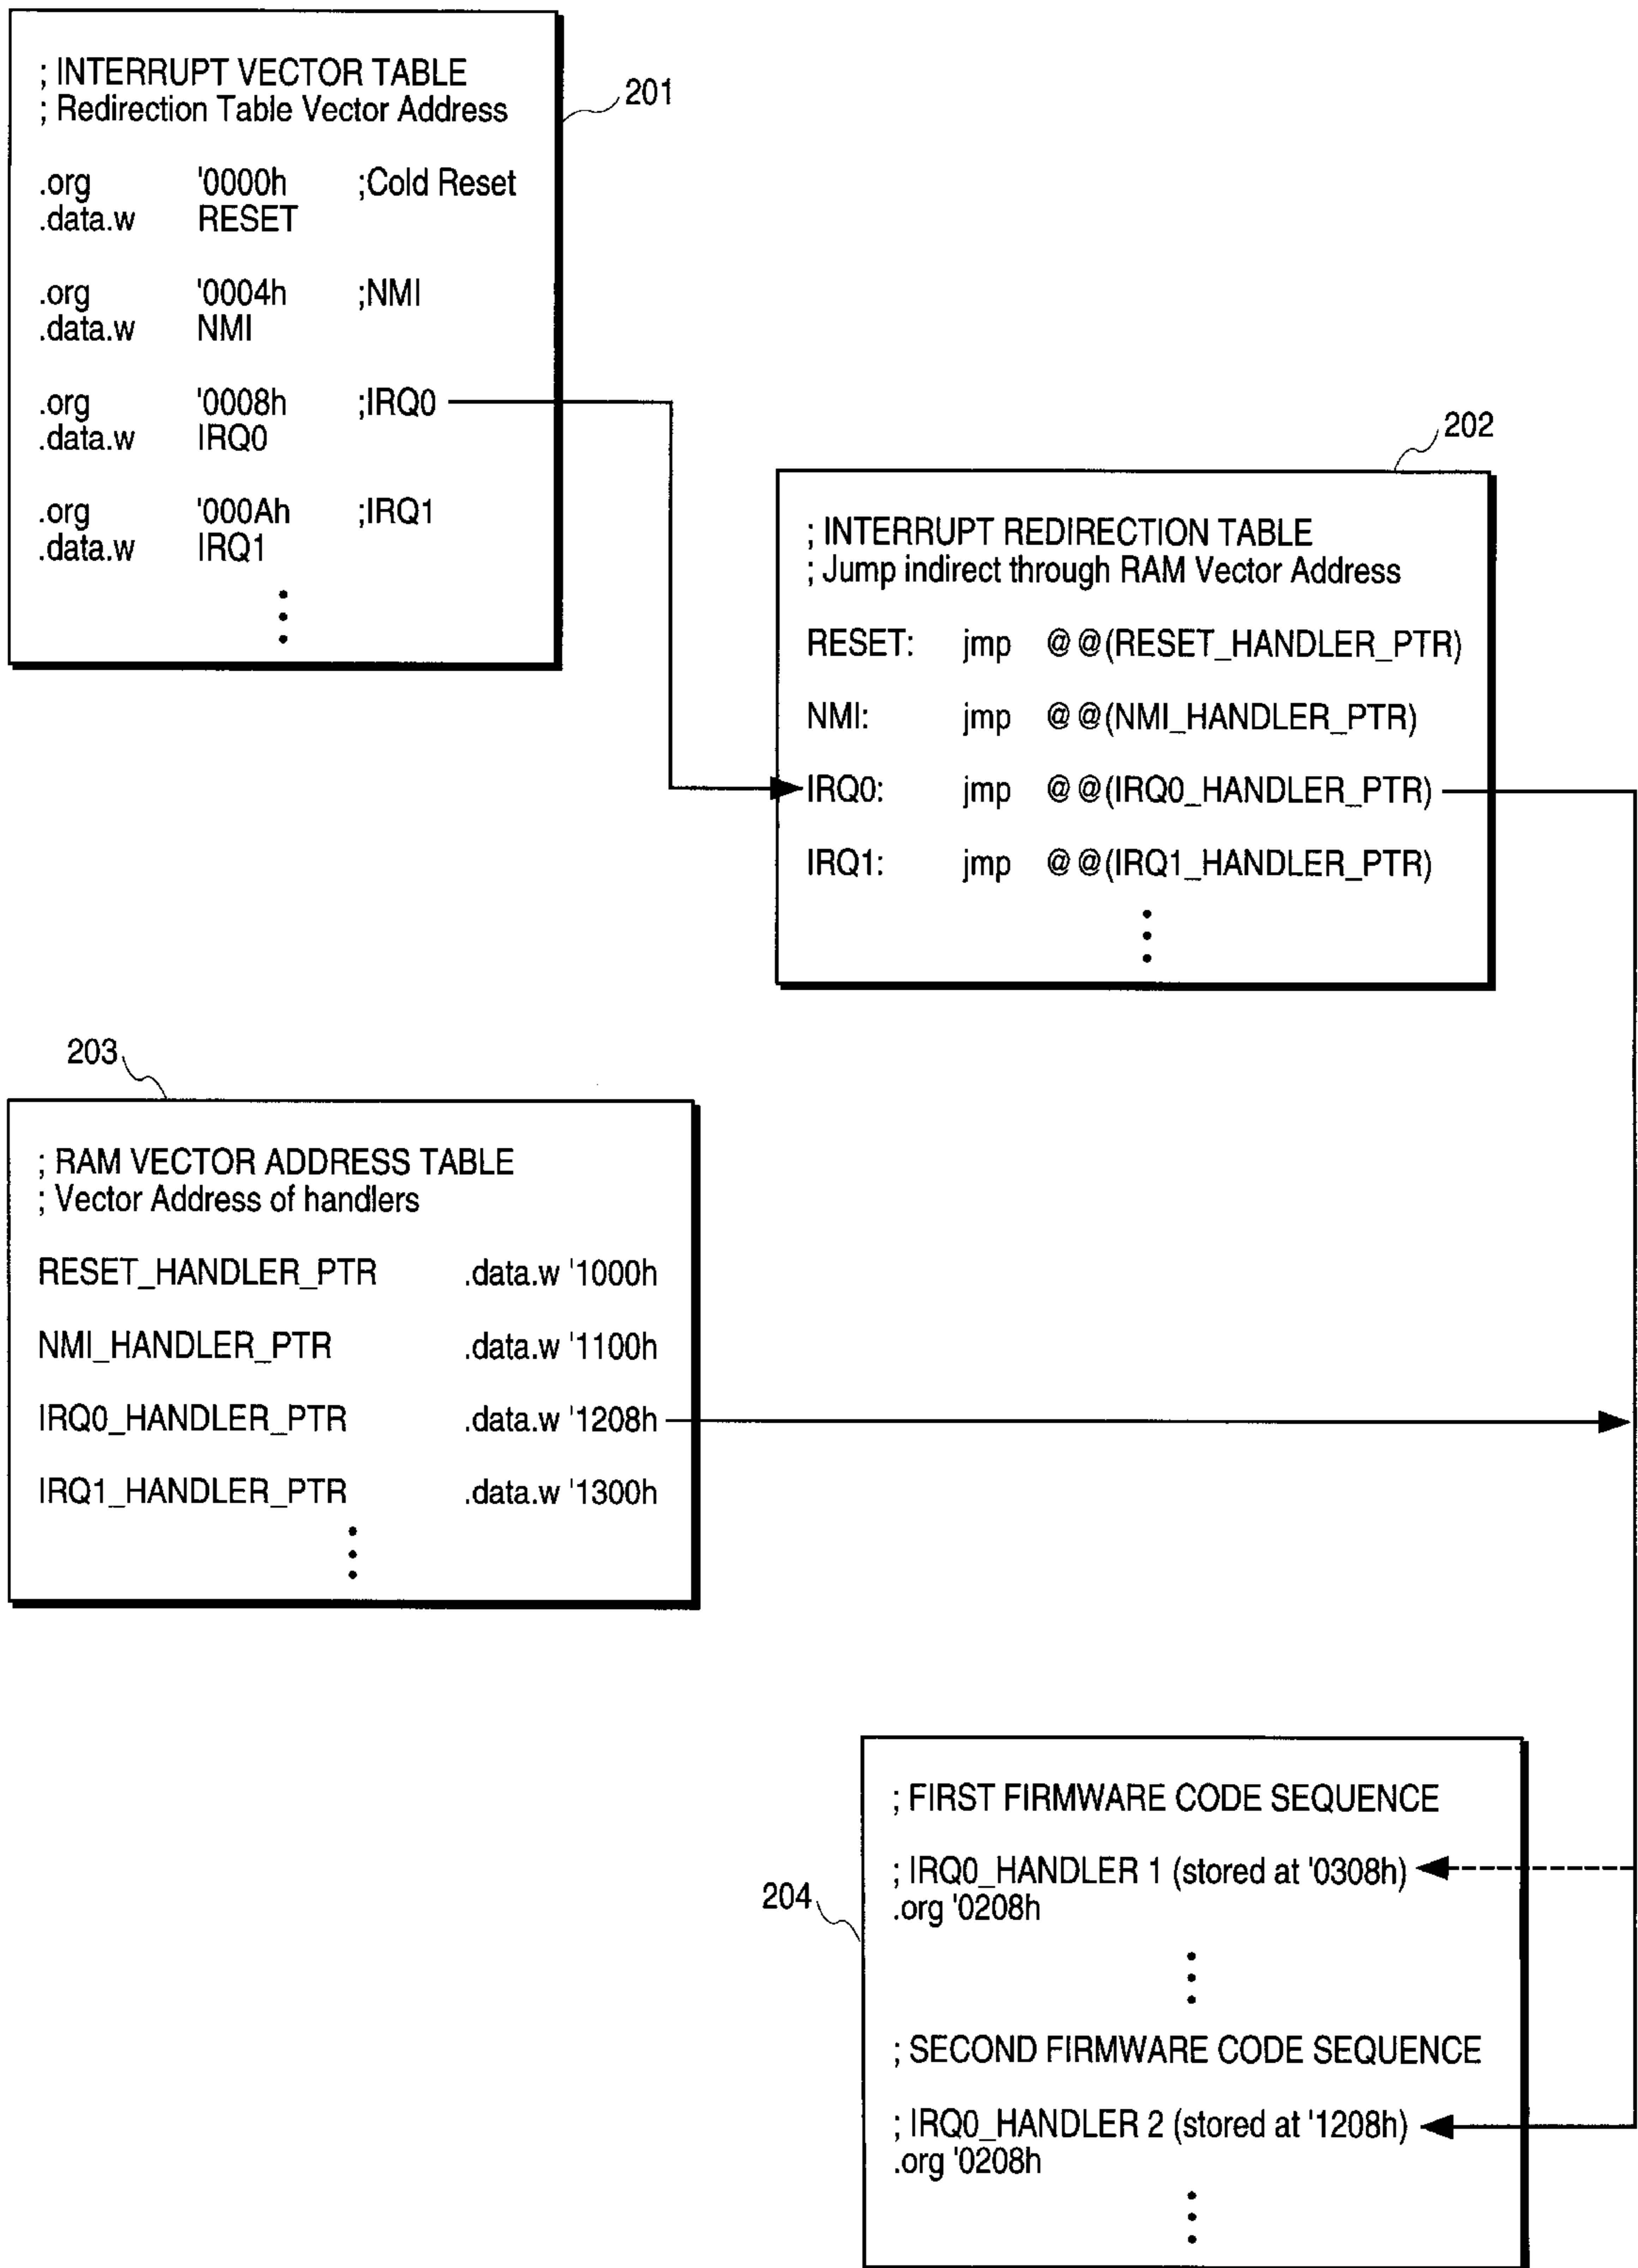 ; INTERRUPT VECTOR TABLE
; Redirection Table Vector Address
201
.org '0000h ;Cold Reset
.data.w RESET
.org '0004h ;NMI
.data.w NMI
.org '0008h ;IRQ0
.data.w IRQ0
.org '000Ah ;IRQ1
.data.w IRQ1
202
; INTERRUPT REDIRECTION TABLE
; Jump indirect through RAM Vector Address
RESET: jmp @@(RESET_HANDLER_PTR)
NMI: jmp @@(NMI_HANDLER_PTR)
IRQ0: jmp @@(IRQ0_HANDLER_PTR)
IRQ1: jmp @@(IRQ1_HANDLER_PTR)
203
; RAM VECTOR ADDRESS TABLE
; Vector Address of handlers
RESET_HANDLER_PTR .data.w '1000h
NMI_HANDLER_PTR .data.w '1100h
IRQ0_HANDLER_PTR .data.w '1208h
IRQ1_HANDLER_PTR .data.w '1300h
204
; FIRST FIRMWARE CODE SEQUENCE
; IRQ0_HANDLER 1 (stored at '0308h)
.org '0208h
; SECOND FIRMWARE CODE SEQUENCE
; IRQ0_HANDLER 2 (stored at '1208h)
.org '0208h